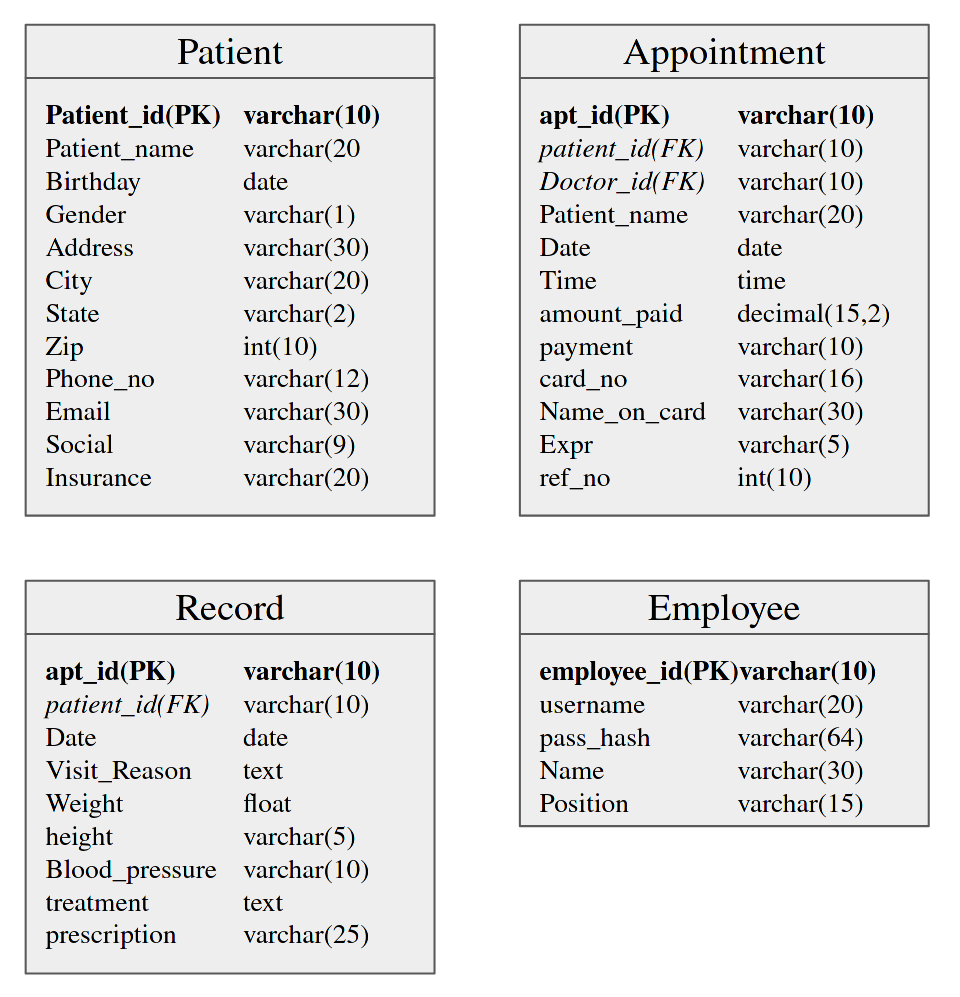 Patient
Patient_id(PK) varchar(10)
Patient_name varchar(20
Birthday date
Gender varchar(1)
Address varchar(30)
City varchar(20)
State varchar(2)
Zip int(10)
Phone_no varchar(12)
Email varchar(30)
Social varchar(9)
Insurance varchar(20)
Appointment
apt_id(PK) varchar(10)
patient_id(FK) varchar(10)
Doctor_id(FK) varchar(10)
Patient_name varchar(20)
Date date
Time time
amount_paid decimal(15,2)
payment varchar(10)
card_no varchar(16)
Name_on_card varchar(30)
Expr varchar(5)
ref_no int(10)
Record
apt_id(PK) varchar(10)
patient_id(FK) varchar(10)
Date date
Visit_Reason text
Weight float
height varchar(5)
Blood_pressure varchar(10)
treatment text
prescription varchar(25)
Employee
employee_id(PK)varchar(10)
username varchar(20)
pass_hash varchar(64)
Name varchar(30)
Position varchar(15)